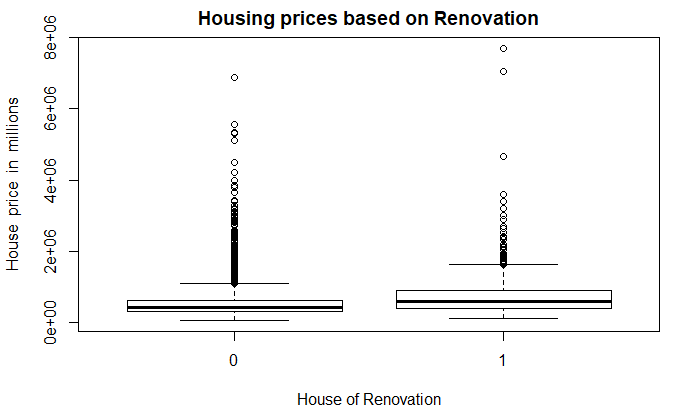 Housing prices based on Renovation
House price in millions
8e+06
6e+06
4e+06
2e+06
0e+00
0 1
House of Renovation